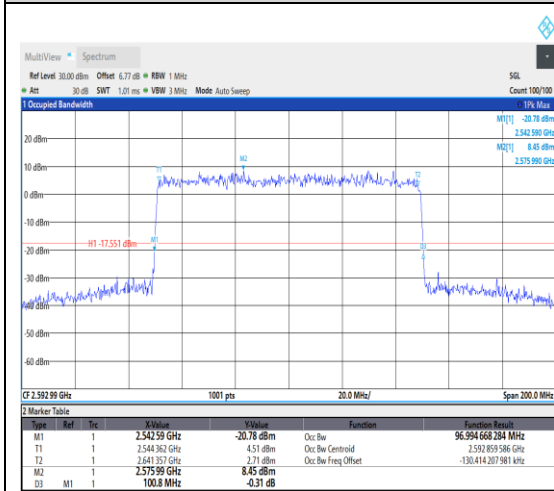 MultiView Spectrum
Ref Level 30.00 dBm Offset 6.77 dB RBW 1 MHz SGL
Att 30 dB SWT 1.01 ms VBW 3 MHz Mode Auto Sweep Count 100/100
1 Occupied Bandwidth 1Pk Max
M1[1] -20.78 dBm
2.542 590 GHz
M2[1] 8.45 dBm
2.575 990 GHz
20 dBm
M2
T1 T2
10 dBm
0 dBm
-10 dBm
H1 -17.551 dBm M1
D3
-20 dBm
-30 dBm
-40 dBm
-50 dBm
-60 dBm
CF 2.592 99 GHz 1001 pts 20.0 MHz/ Span 200.0 MHz
2 Marker Table
Type Ref Trc X-Value Y-Value Function Function Result
M1 1 2.542 59 GHz -20.78 dBm Occ Bw 96.994 668 284 MHz
T1 1 2.544 362 GHz 4.51 dBm Occ Bw Centroid 2.592 859 586 GHz
T2 1 2.641 357 GHz 2.71 dBm Occ Bw Freq Offset -130.414 207 981 kHz
M2 1 2.575 99 GHz 8.45 dBm
D3 M1 1 100.8 MHz -0.31 dB